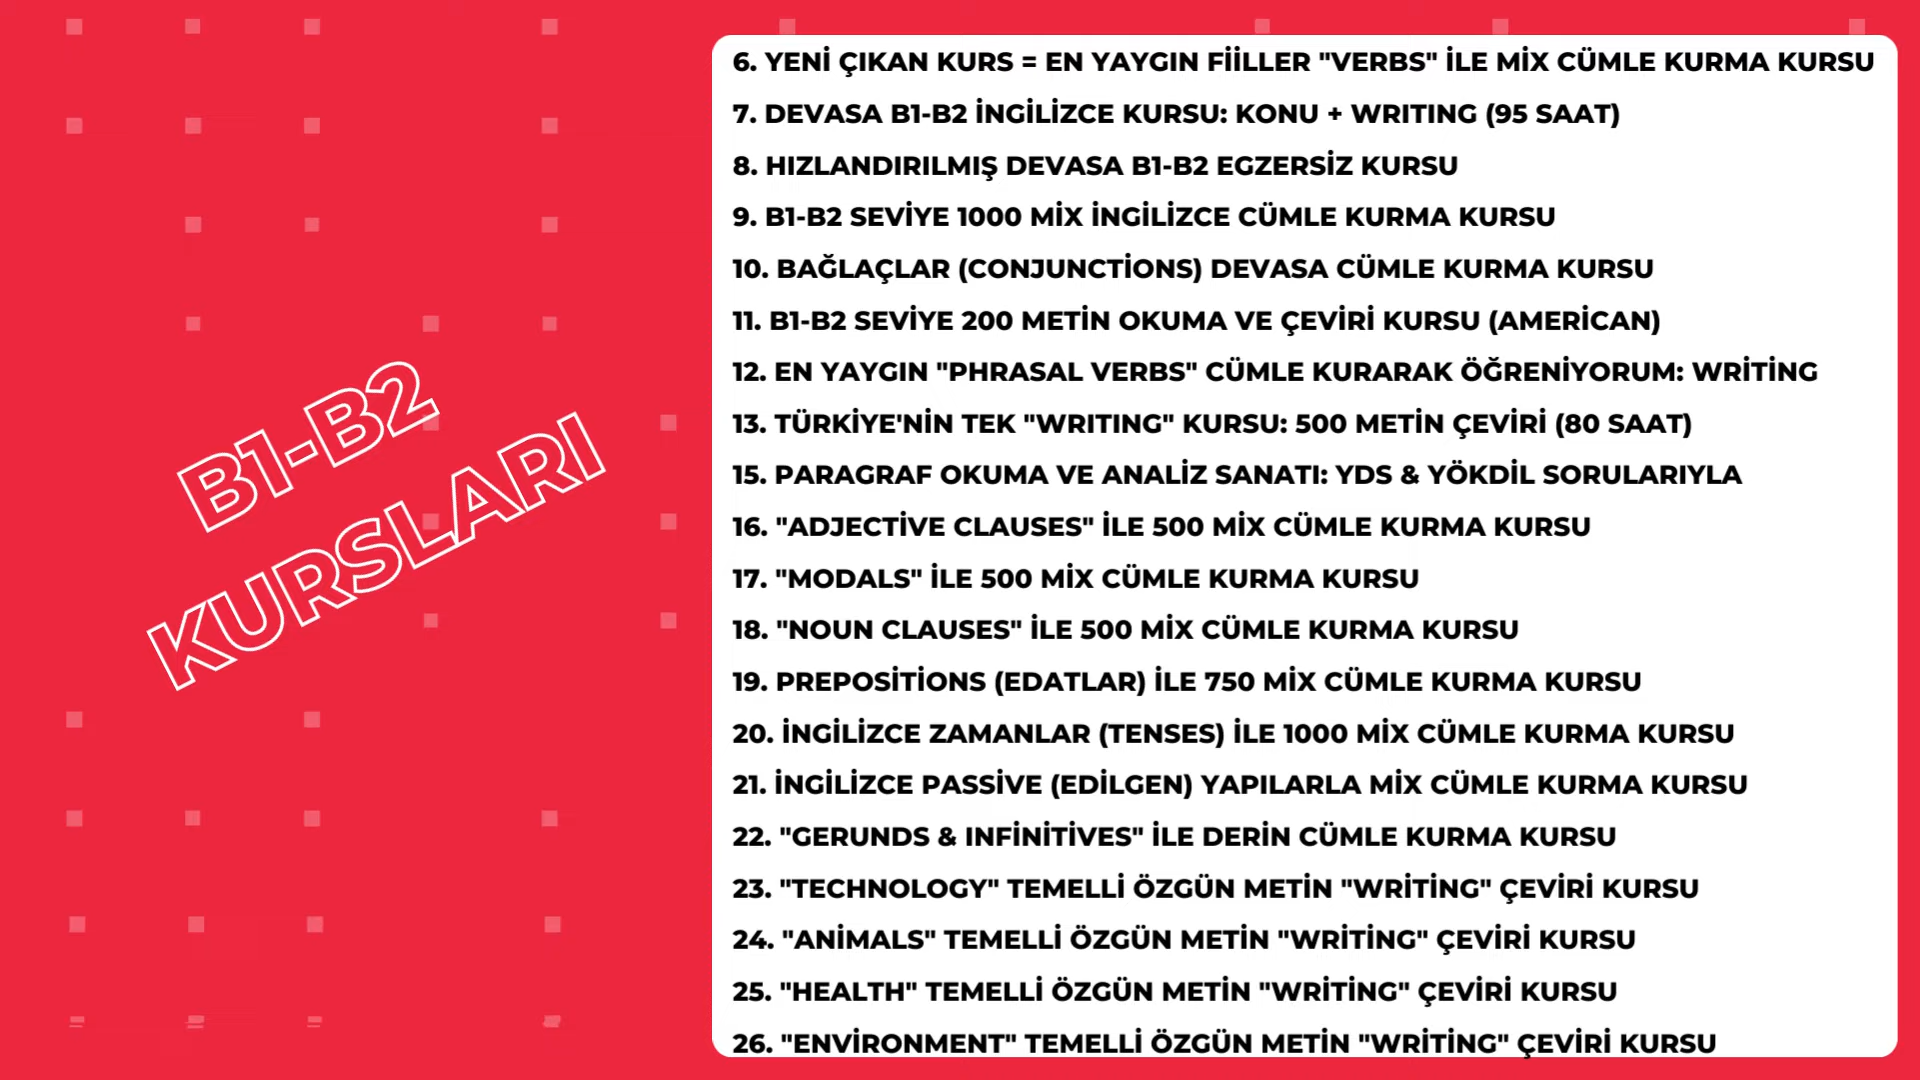 B1-B2
KURSLARI
6. YENİ ÇIKAN KURS = EN YAYGIN FİİLLER "VERBS" İLE MİX CÜMLE KURMA KURSU
7. DEVASA B1-B2 İNGİLİZCE KURSU: KONU + WRITING (95 SAAT)
8. HIZLANDIRILMIŞ DEVASA B1-B2 EGZERSİZ KURSU
9. B1-B2 SEVİYE 1000 MİX İNGİLİZCE CÜMLE KURMA KURSU
10. BAĞLAÇLAR (CONJUNCTİONS) DEVASA CÜMLE KURMA KURSU
11. B1-B2 SEVİYE 200 METİN OKUMA VE ÇEVİRİ KURSU (AMERİCAN)
12. EN YAYGIN "PHRASAL VERBS" CÜMLE KURARAK ÖĞRENİYORUM: WRİTİNG
13. TÜRKİYE'NİN TEK "WRITING" KURSU: 500 METİN ÇEVİRİ (80 SAAT)
15. PARAGRAF OKUMA VE ANALİZ SANATI: YDS & YÖKDİL SORULARIYLA
16. "ADJECTİVE CLAUSES" İLE 500 MİX CÜMLE KURMA KURSU
17. "MODALS" İLE 500 MİX CÜMLE KURMA KURSU
18. "NOUN CLAUSES" İLE 500 MİX CÜMLE KURMA KURSU
19. PREPOSİTİONS (EDATLAR) İLE 750 MİX CÜMLE KURMA KURSU
20. İNGİLİZCE ZAMANLAR (TENSES) İLE 1000 MİX CÜMLE KURMA KURSU
21. İNGİLİZCE PASSİVE (EDİLGEN) YAPILARLA MİX CÜMLE KURMA KURSU
22. "GERUNDS & INFİNİTİVES" İLE DERİN CÜMLE KURMA KURSU
23. "TECHNOLOGY" TEMELLİ ÖZGÜN METİN "WRİTİNG" ÇEVİRİ KURSU
24. "ANİMALS" TEMELLİ ÖZGÜN METİN "WRİTİNG" ÇEVİRİ KURSU
25. "HEALTH" TEMELLİ ÖZGÜN METİN "WRİTİNG" ÇEVİRİ KURSU
26. "ENVİRONMENT" TEMELLİ ÖZGÜN METİN "WRİTİNG" ÇEVİRİ KURSU